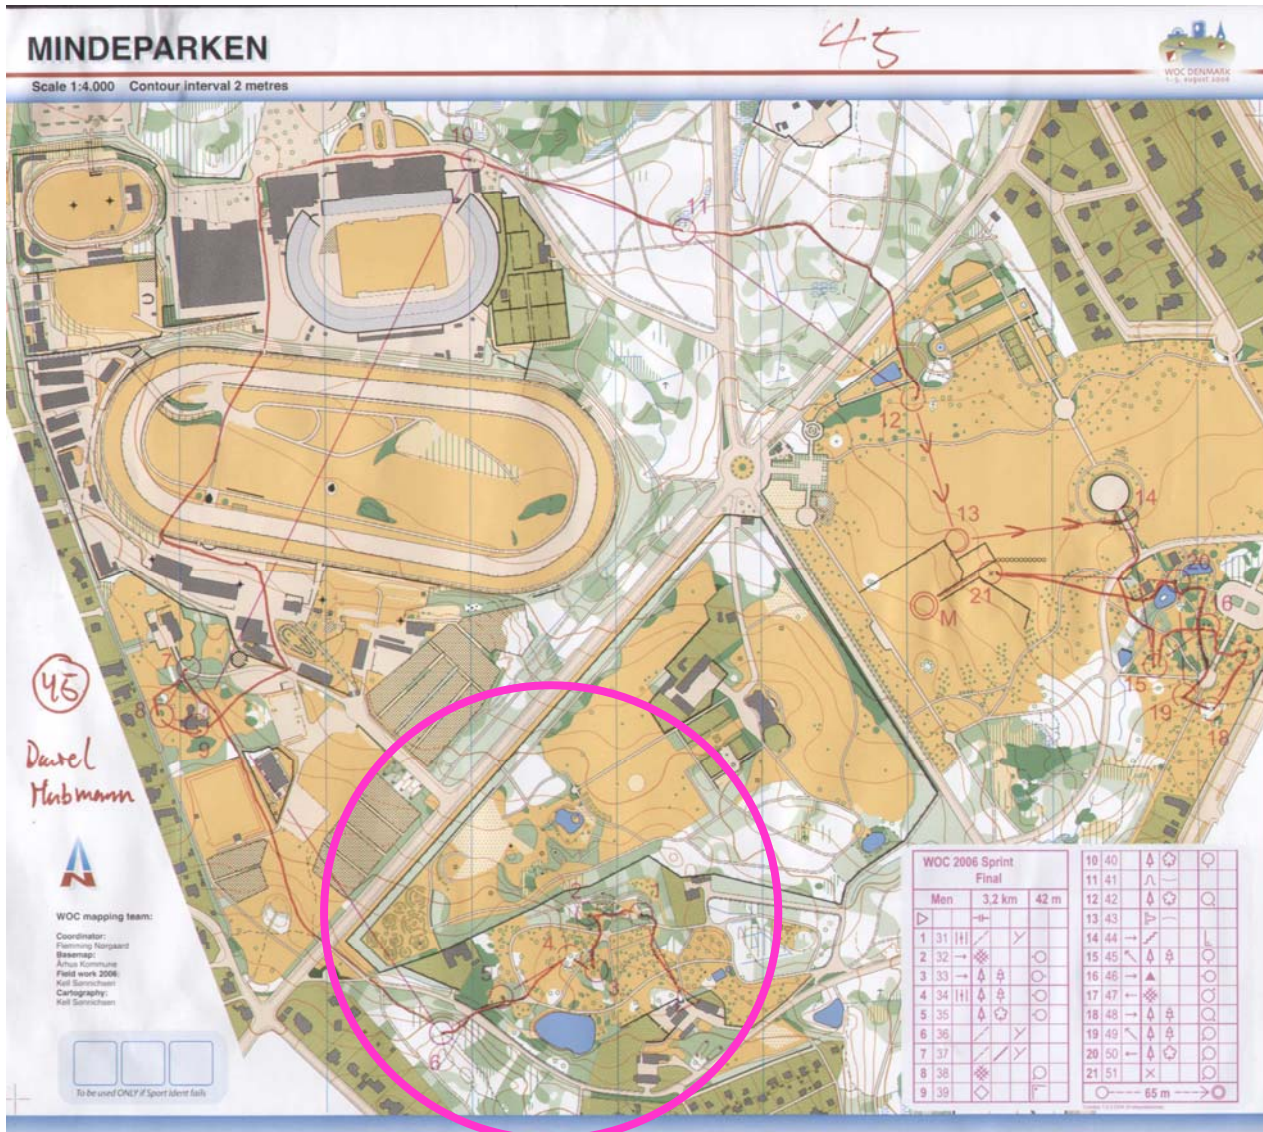 MINDEPARKEN
45
WOC DENMARK
Scale 1:4.000 Contour interval 2 metres
10
11
12
13
14
M
21
20
6
15
19
18
7
8
9
45
2
4
3
5
6
WOC mapping team:
Coordinator:
Flemming Nørgaard
Basemap:
Århus Kommune
Field work 2006:
Kell Sønnichsen
Cartography:
Kell Sønnichsen
To be used ONLY if Sport Ident fails
WOC 2006 Sprint
Final
Men 3,2 km 42 m
1 31
2 32
3 33
4 34
5 35
6 36
7 37
8 38
9 39
10 40
11 41
12 42
13 43
14 44
15 45
16 46
17 47
18 48
19 49
20 50
21 51
65 m